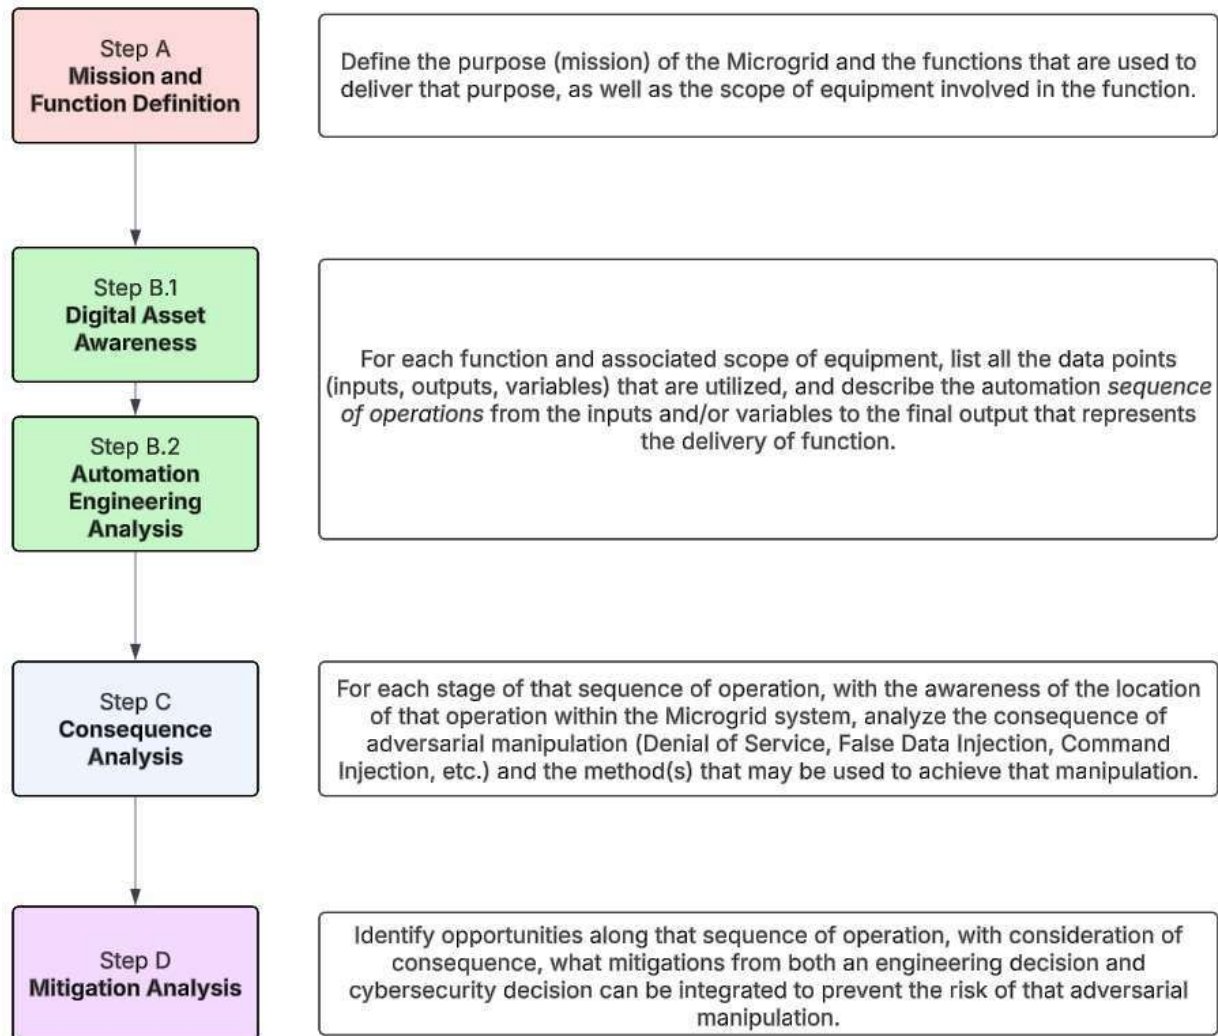 Step A
Mission and
Function Definition
Define the purpose (mission) of the Microgrid and the functions that are used to
deliver that purpose, as well as the scope of equipment involved in the function.
Step B.1
Digital Asset
Awareness
Step B.2
Automation
Engineering
Analysis
For each function and associated scope of equipment, list all the data points
(inputs, outputs, variables) that are utilized, and describe the automation sequence
of operations from the inputs and/or variables to the final output that represents
the delivery of function.
Step C
Consequence
Analysis
For each stage of that sequence of operation, with the awareness of the location
of that operation within the Microgrid system, analyze the consequence of
adversarial manipulation (Denial of Service, False Data Injection, Command
Injection, etc.) and the method(s) that may be used to achieve that manipulation.
Step D
Mitigation Analysis
Identify opportunities along that sequence of operation, with consideration of
consequence, what mitigations from both an engineering decision and
cybersecurity decision can be integrated to prevent the risk of that adversarial
manipulation.